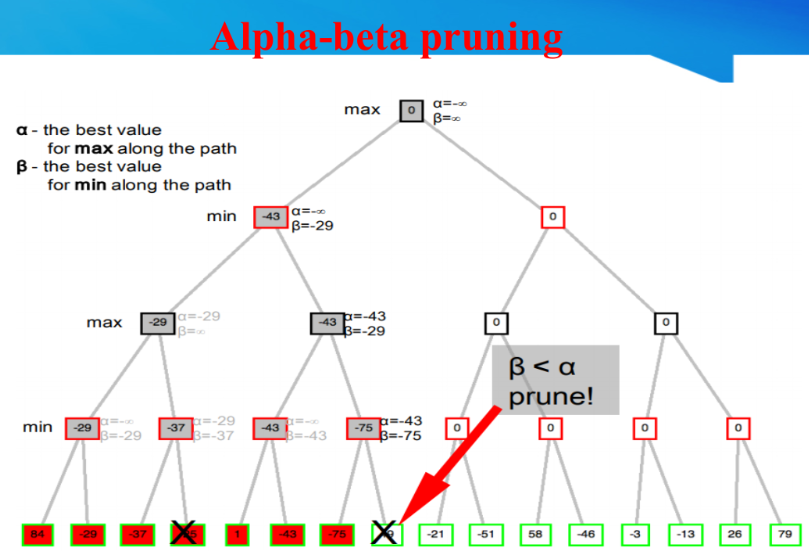 Alpha-beta pruning
max 0 α=-∞
β=∞
α - the best value
for max along the path
β - the best value
for min along the path
min -43 α=-∞
β=-29
0
max -29 α=-29
β=∞
-43 α=-43
β=-29
0
0
β < α
prune!
min -29 α=-∞
β=-29
-37 α=-29
β=-37
-43 α=-∞
β=-43
-75 α=-43
β=-75
0
0
0
0
84 -29 -37 1 -43 -75 -21 -51 58 -46 -3 -13 26 79